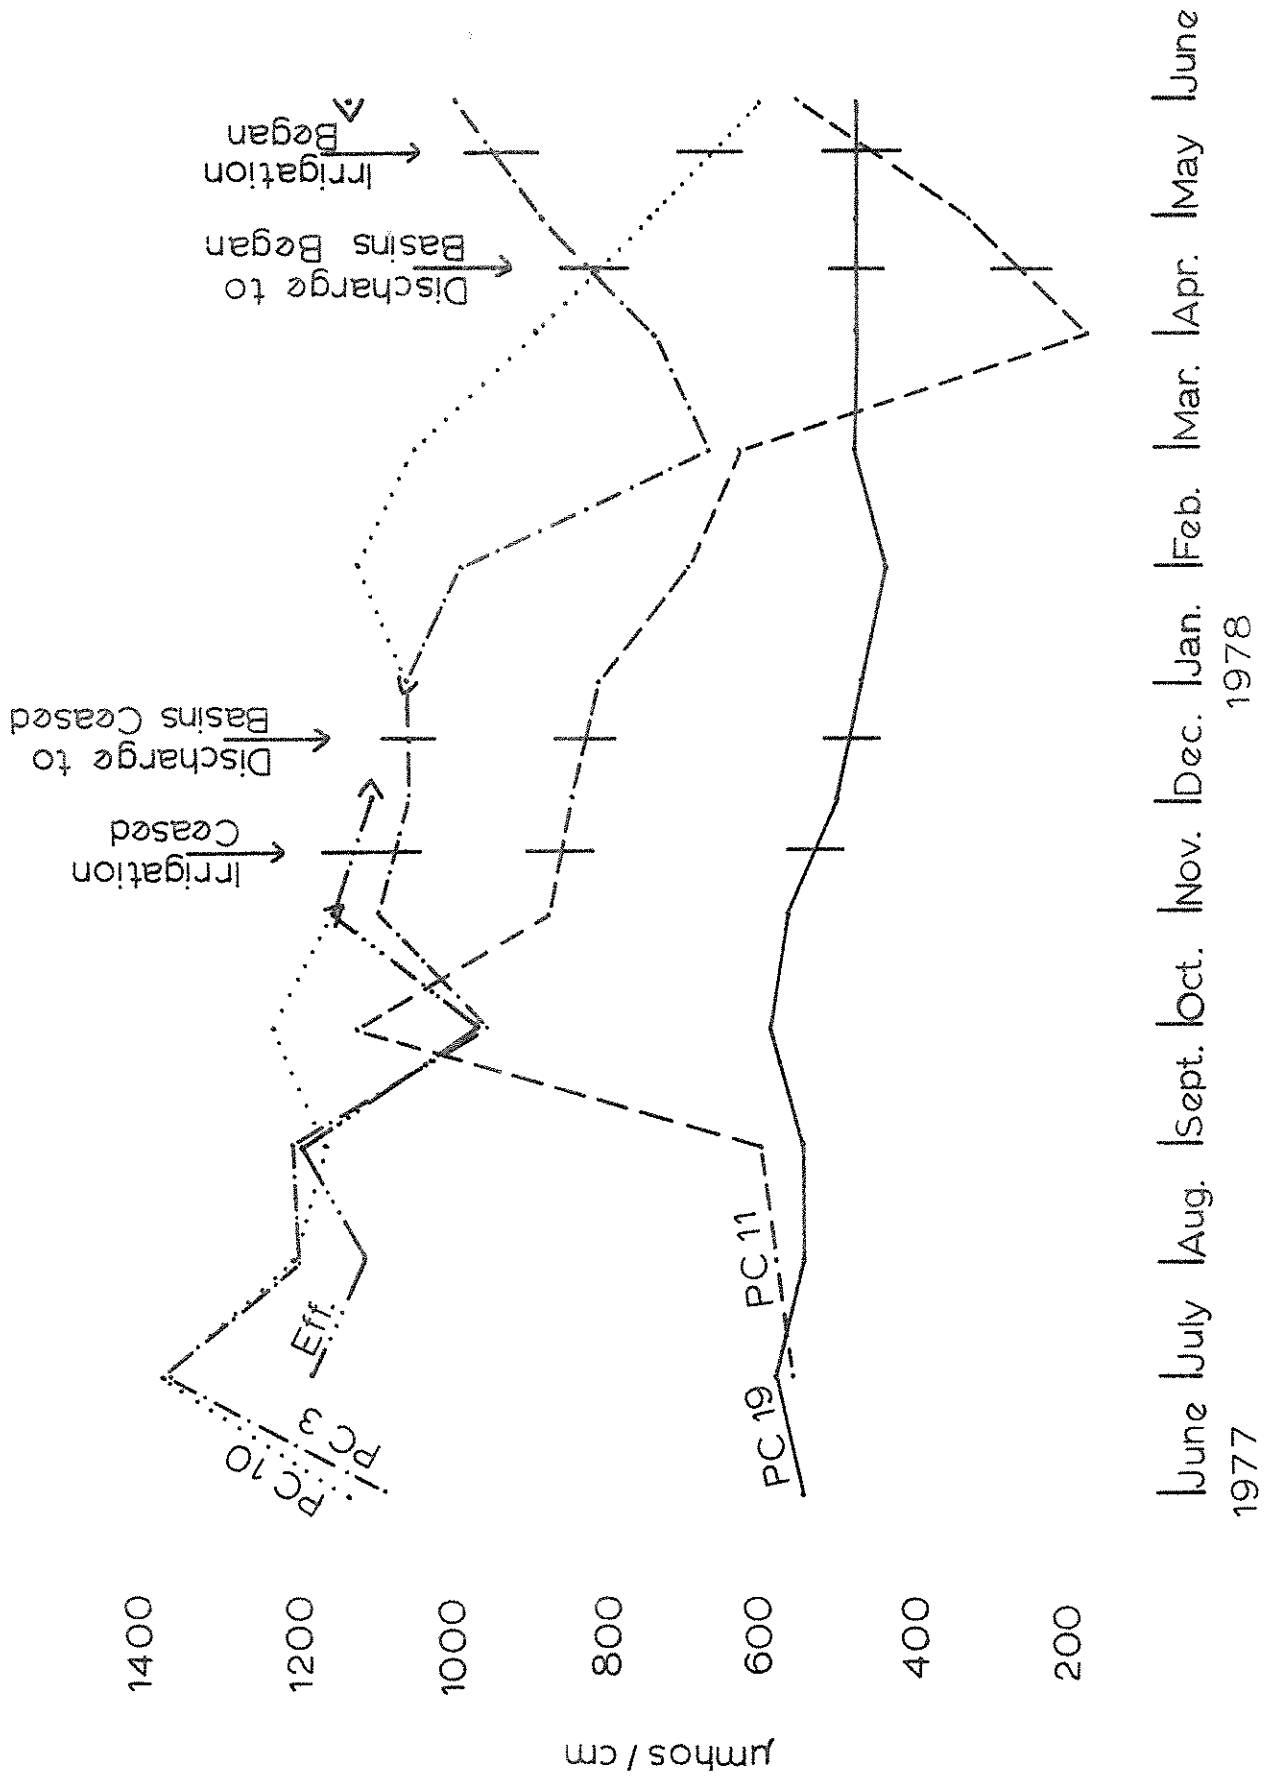 Irrigation
Ceased
Discharge to
Basins Ceased
Discharge to
Basins Began
Irrigation
Began
PC 10
PC 3
Eff.
PC 19
PC 11
1400
1200
1000
800
600
400
200
µmhos / cm
June July Aug. Sept. Oct. Nov. Dec. Jan. Feb. Mar. Apr. May June
1977 1978